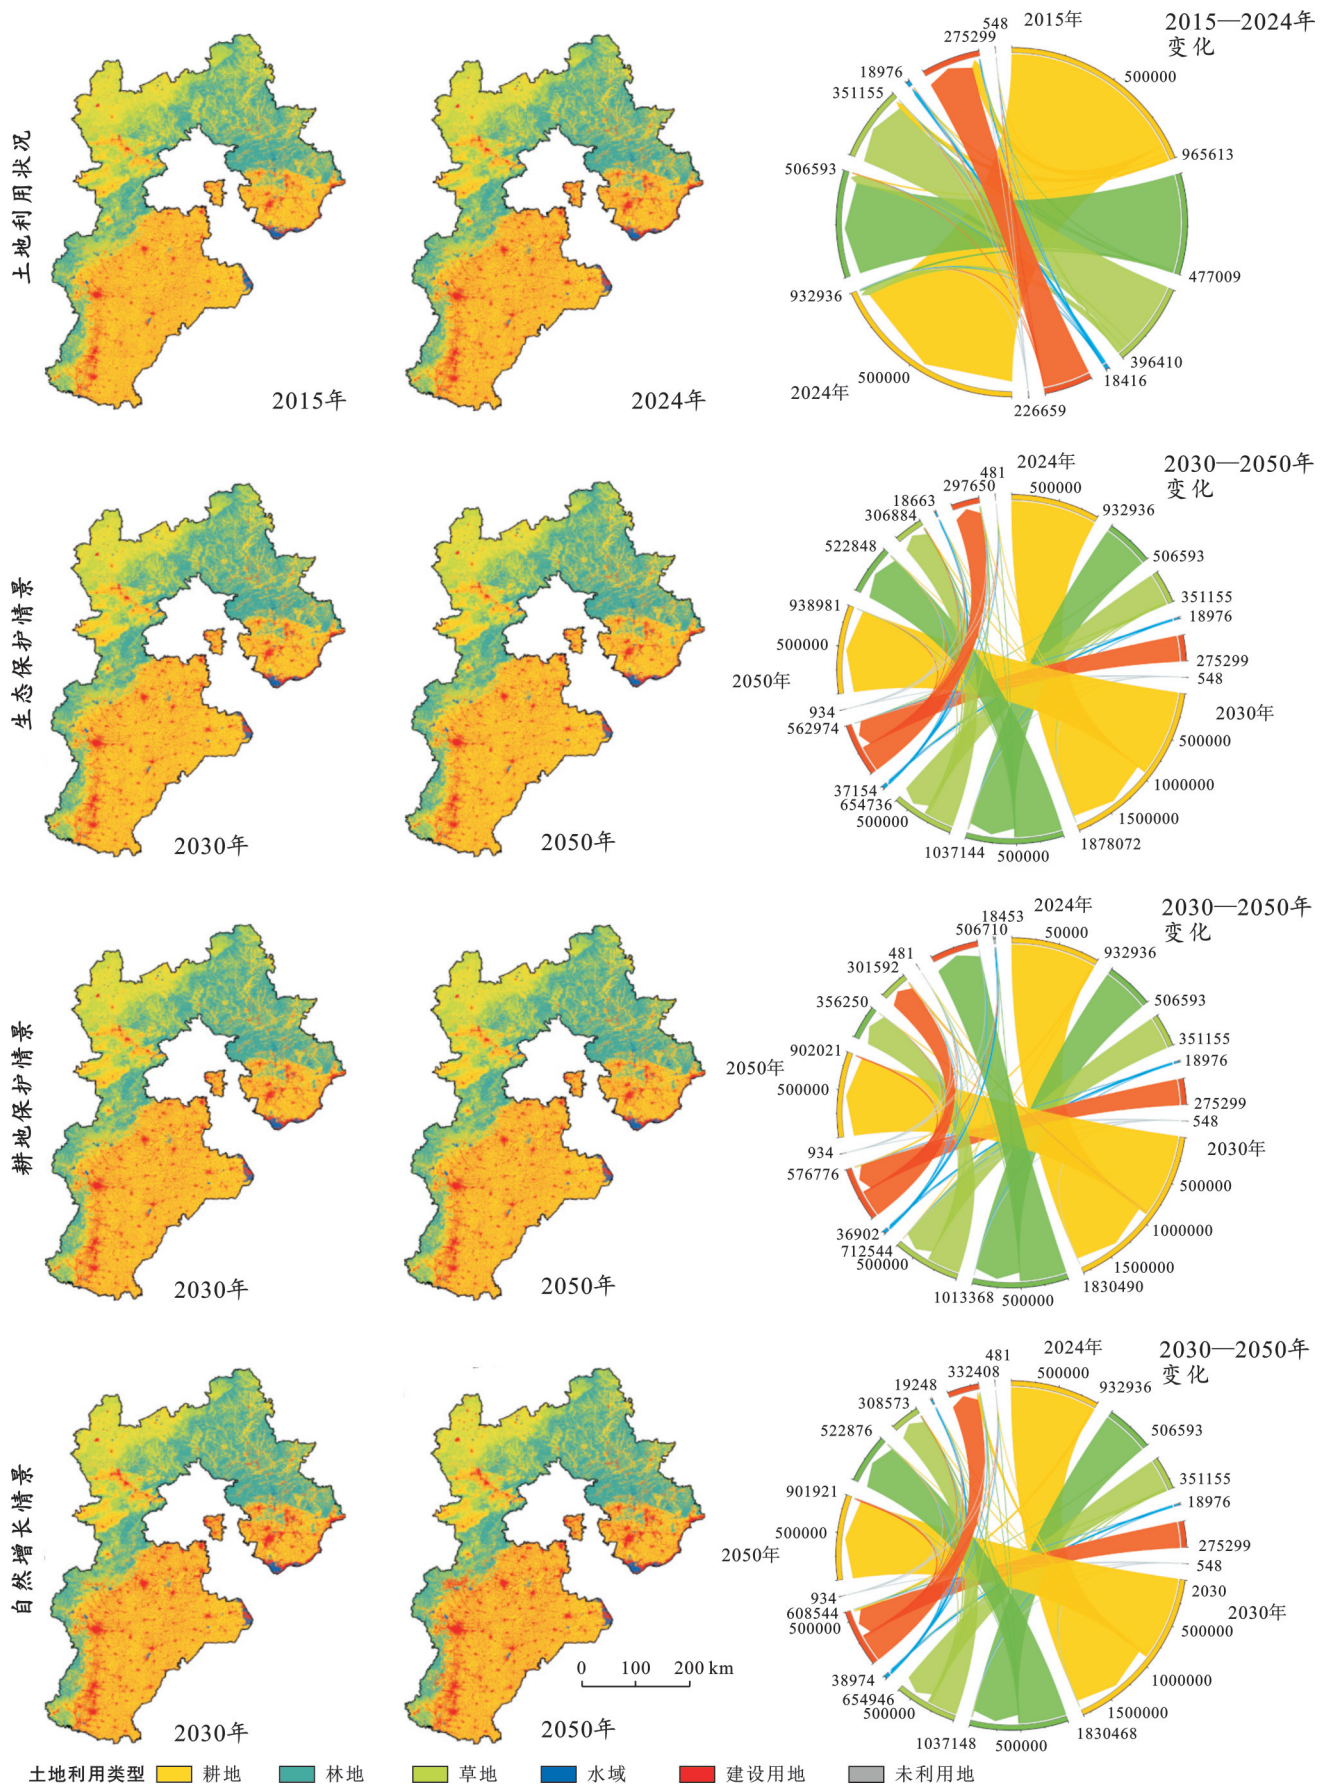 土地利用状况
2015年
2024年
2015—2024年
变化
2015年
548
275299
18976
351155
506593
932936
500000
2024年
500000
965613
477009
396410
18416
226659
生态保护情景
2030年
2050年
2030—2050年
变化
2024年
500000
481
297650
18663
306884
522848
938981
500000
2050年
934
562974
37154
654736
500000
1037144
500000
932936
506593
351155
18976
275299
548
2030年
500000
1000000
1500000
1878072
耕地保护情景
2030年
2050年
2030—2050年
变化
2024年
50000
18453
506710
481
301592
356250
902021
2050年
500000
934
576776
36902
712544
500000
1013368
500000
932936
506593
351155
18976
275299
548
2030年
500000
1000000
1500000
1830490
自然增长情景
2030年
2050年
0 100 200 km
2030—2050年
变化
2024年
500000
481
332408
19248
308573
522876
901921
500000
2050年
934
608544
500000
38974
654946
500000
1037148
500000
932936
506593
351155
18976
275299
548
2030
2030年
500000
1000000
1500000
1830468
土地利用类型 耕地 林地 草地 水域 建设用地 未利用地